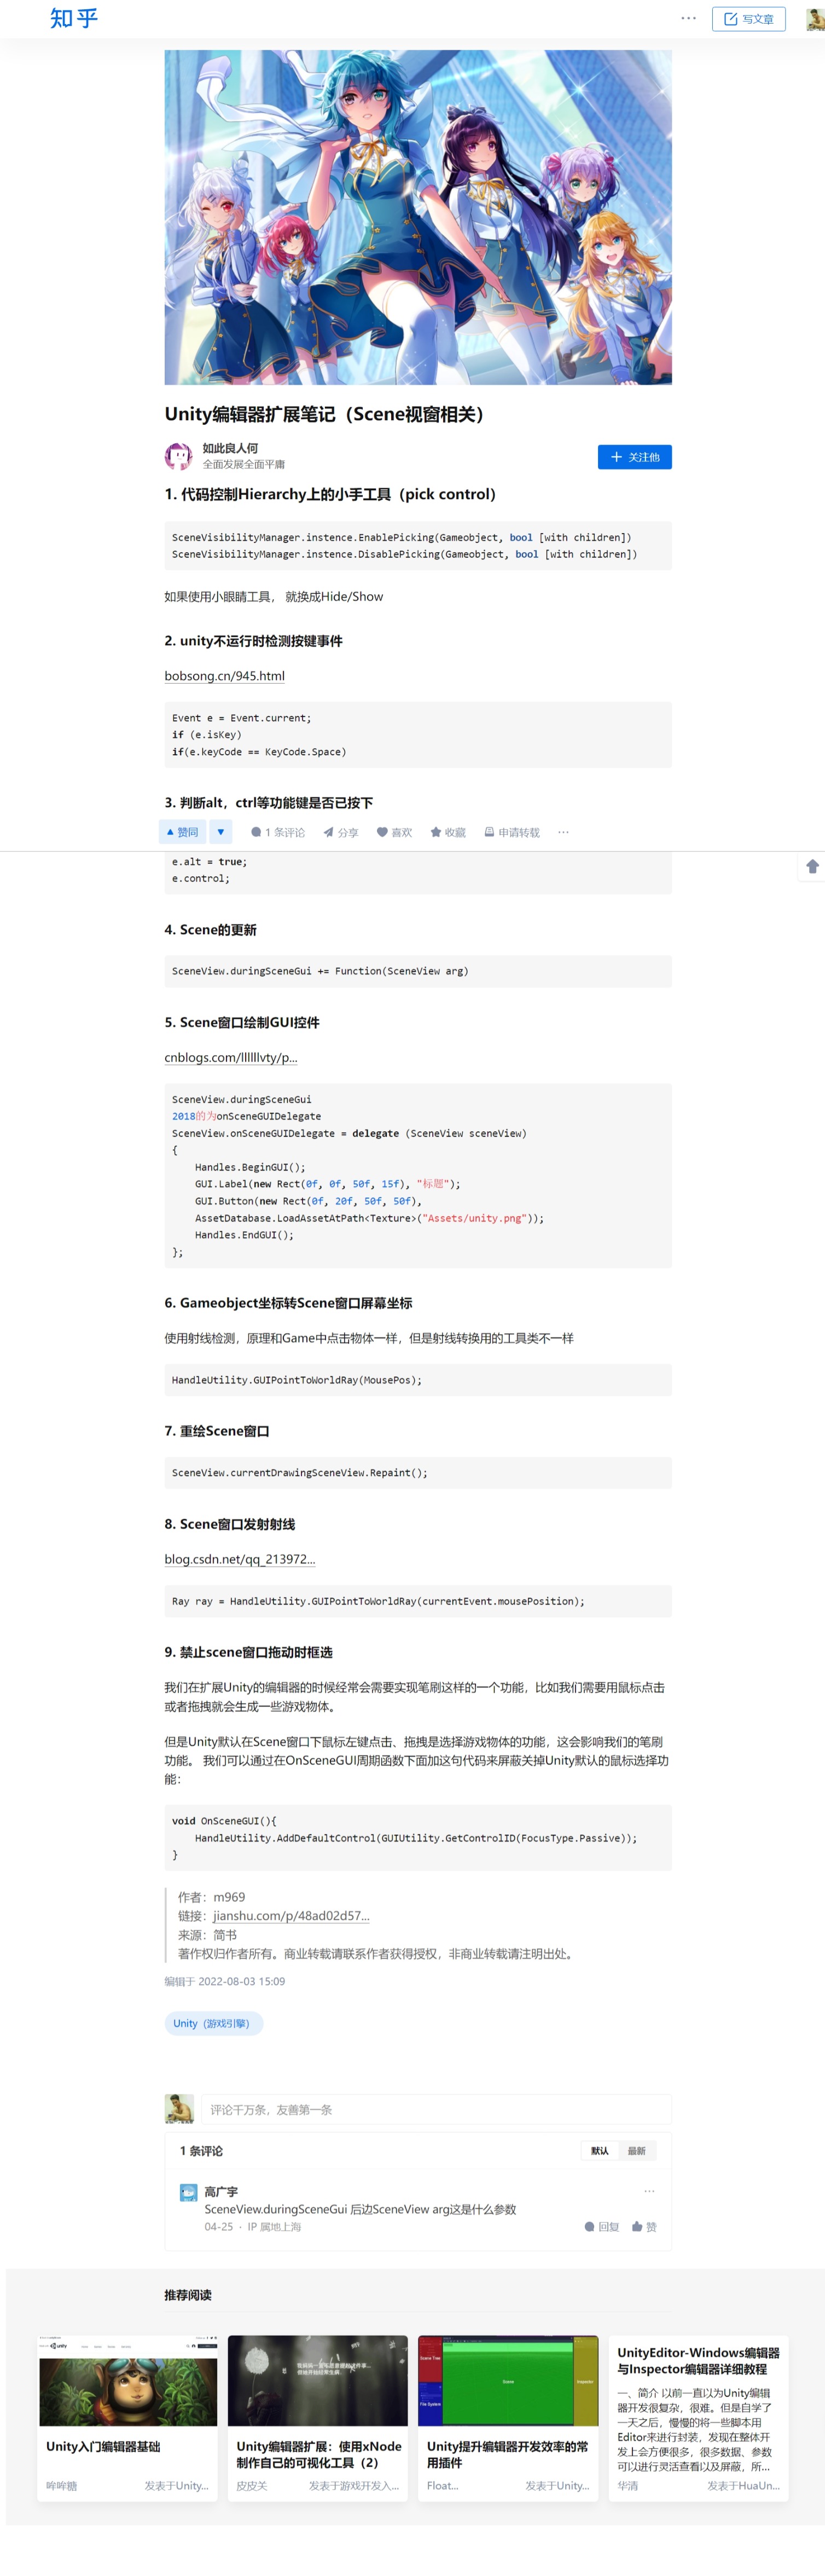 知乎
写文章
Unity编辑器扩展笔记（Scene视窗相关）
如此良人何
全面发展全面平庸
关注他
1. 代码控制Hierarchy上的小手工具（pick control）
SceneVisibilityManager.instence.EnablePicking(Gameobject, bool [with children])
SceneVisibilityManager.instence.DisablePicking(Gameobject, bool [with children])
如果使用小眼睛工具， 就换成Hide/Show
2. unity不运行时检测按键事件
bobsong.cn/945.html
Event e = Event.current;
if (e.isKey)
if(e.keyCode == KeyCode.Space)
3. 判断alt，ctrl等功能键是否已按下
赞同
1 条评论
分享
喜欢
收藏
申请转载
e.alt = true;
e.control;
4. Scene的更新
SceneView.duringSceneGui += Function(SceneView arg)
5. Scene窗口绘制GUI控件
cnblogs.com/llllllvty/p...
SceneView.duringSceneGui
2018的为onSceneGUIDelegate
SceneView.onSceneGUIDelegate = delegate (SceneView sceneView)
{
Handles.BeginGUI();
GUI.Label(new Rect(0f, 0f, 50f, 15f), "标题");
GUI.Button(new Rect(0f, 20f, 50f, 50f),
AssetDatabase.LoadAssetAtPath<Texture>("Assets/unity.png"));
Handles.EndGUI();
};
6. Gameobject坐标转Scene窗口屏幕坐标
使用射线检测，原理和Game中点击物体一样，但是射线转换用的工具类不一样
HandleUtility.GUIPointToWorldRay(MousePos);
7. 重绘Scene窗口
SceneView.currentDrawingSceneView.Repaint();
8. Scene窗口发射射线
blog.csdn.net/qq_213972...
Ray ray = HandleUtility.GUIPointToWorldRay(currentEvent.mousePosition);
9. 禁止scene窗口拖动时框选
我们在扩展Unity的编辑器的时候经常会需要实现笔刷这样的一个功能，比如我们需要用鼠标点击
或者拖拽就会生成一些游戏物体。
但是Unity默认在Scene窗口下鼠标左键点击、拖拽是选择游戏物体的功能，这会影响我们的笔刷
功能。 我们可以通过在OnSceneGUI周期函数下面加这句代码来屏蔽关掉Unity默认的鼠标选择功
能：
void OnSceneGUI(){
HandleUtility.AddDefaultControl(GUIUtility.GetControlID(FocusType.Passive));
}
作者：m969
链接：jianshu.com/p/48ad02d57...
来源：简书
著作权归作者所有。商业转载请联系作者获得授权，非商业转载请注明出处。
编辑于 2022-08-03 15:09
Unity（游戏引擎）
评论千万条，友善第一条
1 条评论
默认
最新
高广宇
SceneView.duringSceneGui 后边SceneView arg这是什么参数
04-25 · IP 属地上海
回复
赞
推荐阅读
unity
Scene Tree
File System
Scene
Inspector
Unity入门编辑器基础
哞哞糖
发表于Unity...
Unity编辑器扩展：使用xNode
制作自己的可视化工具（2）
皮皮关
发表于游戏开发入...
Unity提升编辑器开发效率的常
用插件
Float...
发表于Unity...
UnityEditor-Windows编辑器
与Inspector编辑器详细教程
一、简介 以前一直以为Unity编辑
器开发很复杂，很难。但是自学了
一天之后，慢慢的将一些脚本用
Editor来进行封装，发现在整体开
发上会方便很多，很多数据、参数
可以进行灵活查看以及屏蔽，所...
华清
发表于HuaUn...